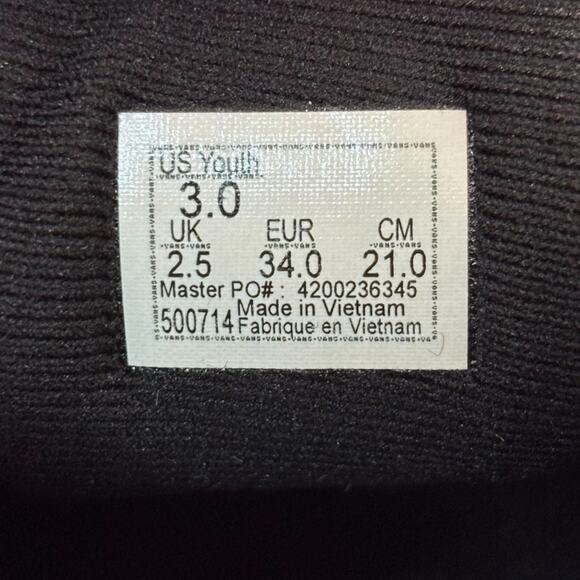 US Youth
3.0
UK EUR CM
2.5 34.0 21.0
Master PO# : 4200236345
Made in Vietnam
500714 Fabrique en Vietnam